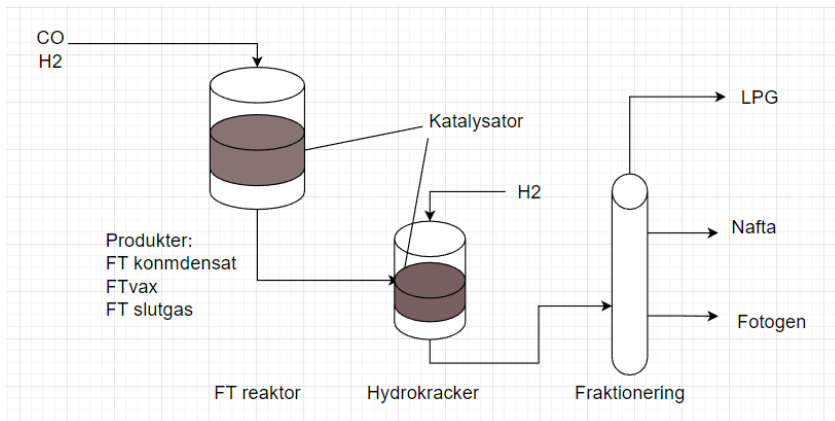 CO
H2
Katalysator
H2
LPG
Nafta
Fotogen
Produkter:
FT konmdensat
FTvax
FT slutgas
FT reaktor
Hydrokracker
Fraktionering